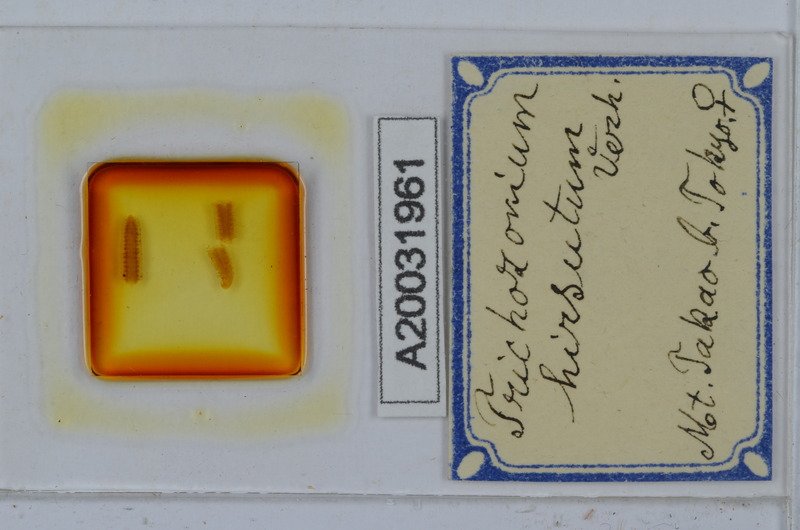 A20031961
Trichozonium
hirsutum
Verh.
Mt. Takao b. Tokyo. ♀